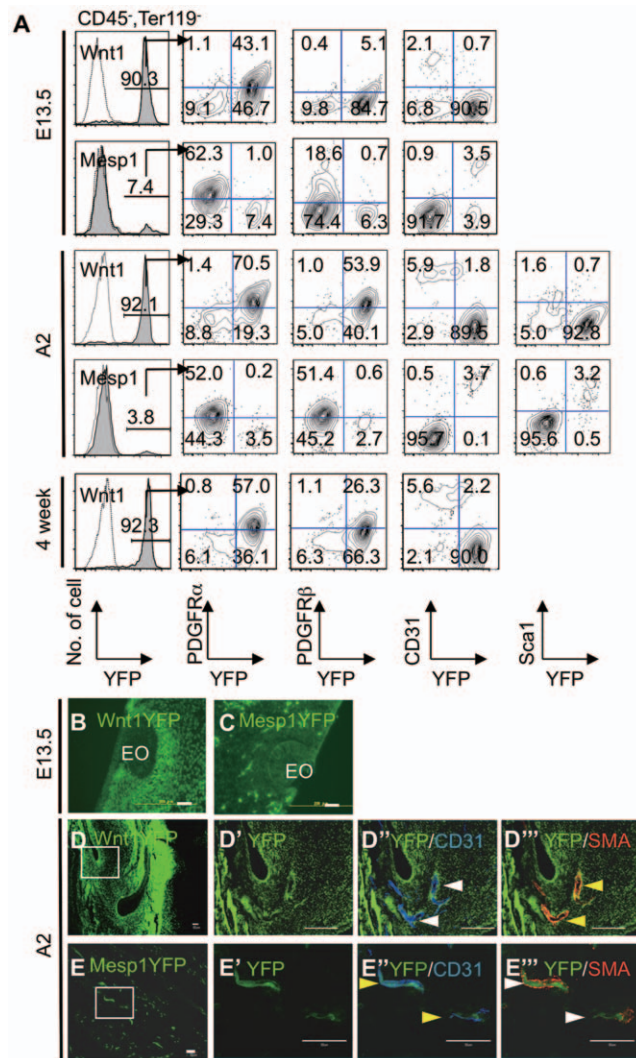 CD45-,Ter119-
A
E13.5
Wnt1
90.3
1.1 43.1
9.1 46.7
0.4 5.1
9.8 84.7
2.1 0.7
6.8 90.5
Mesp1
7.4
62.3 1.0
29.3 7.4
18.6 0.7
74.4 6.3
0.9 3.5
91.7 3.9
A2
Wnt1
92.1
1.4 70.5
8.8 19.3
1.0 53.9
5.0 40.1
5.9 1.8
2.9 89.5
1.6 0.7
5.0 92.8
Mesp1
3.8
52.0 0.2
44.3 3.5
51.4 0.6
45.2 2.7
0.5 3.7
95.7 0.1
0.6 3.2
95.6 0.5
4 week
Wnt1
92.3
0.8 57.0
6.1 36.1
1.1 26.3
6.3 66.3
5.6 2.2
2.1 90.0
No. of cell
YFP
PDGFRα
YFP
PDGFRβ
YFP
CD31
YFP
Sca1
YFP
E13.5
B Wnt1YFP
EO
C Mesp1YFP
EO
A2
D Wnt1YFP
D' YFP
D'' YFP/CD31
D''' YFP/SMA
E Mesp1YFP
E' YFP
E'' YFP/CD31
E''' YFP/SMA